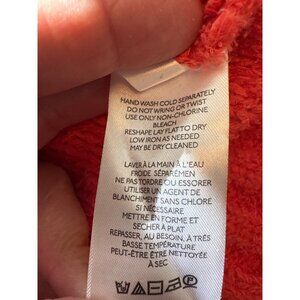 HAND WASH COLD SEPARATELY
DO NOT WRING OR TWIST
USE ONLY NON-CHLORINE
BLEACH
RESHAPE LAY FLAT TO DRY
LOW IRON AS NEEDED
MAY BE DRY CLEANED
LAVER À LA MAIN À L'EAU
FROIDE SÉPARÉMEN
NE PAS TORDRE OU ESSORER
UTILISER UN AGENT DE
BLANCHIMENT SANS CHLORE
SI NÉCESSAIRE
METTRE EN FORME ET
SÉCHER À PLAT
REPASSER, AU BESOIN, À TRÈS
BASSE TEMPÉRATURE
PEUT-ÊTRE ÊTRE NETTOYÉE
À SEC